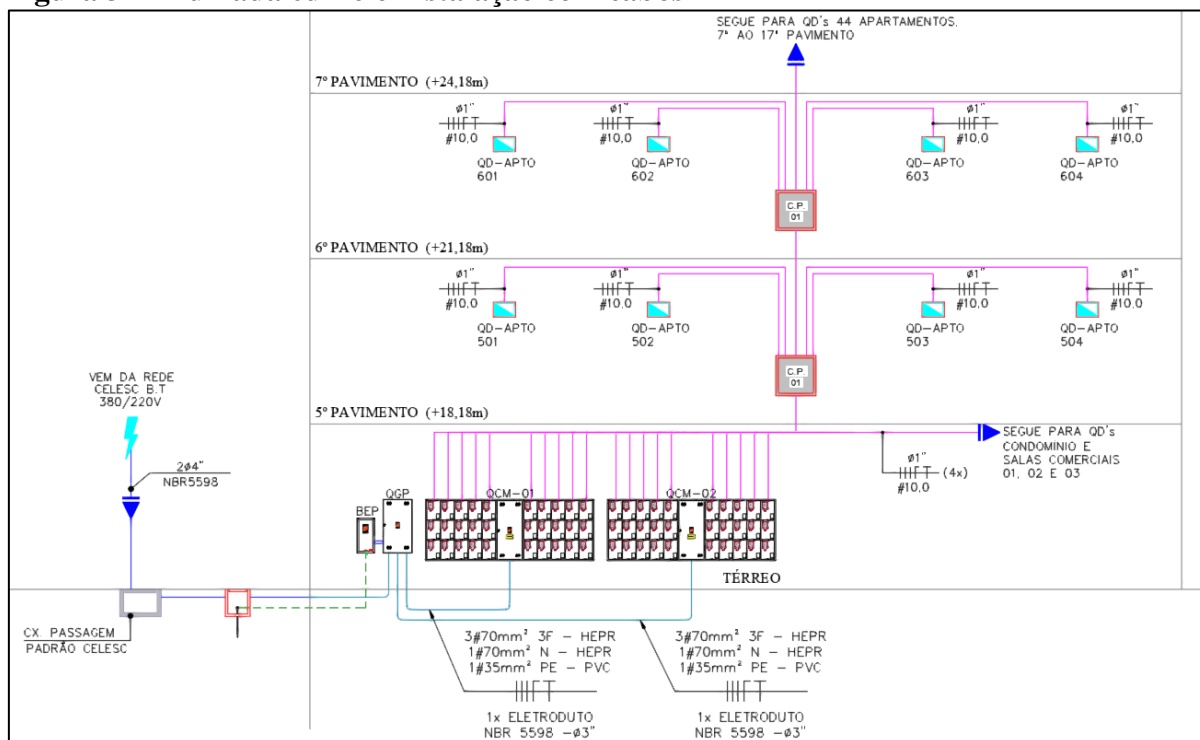 SEGUE PARA QD's 44 APARTAMENTOS.
7° AO 17° PAVIMENTO
7º PAVIMENTO (+24,18m)
ø1"
#10,0
QD-APTO
601
ø1"
#10,0
QD-APTO
602
ø1"
#10,0
QD-APTO
603
ø1"
#10,0
QD-APTO
604
C.P.
01
6º PAVIMENTO (+21,18m)
ø1"
#10,0
QD-APTO
501
ø1"
#10,0
QD-APTO
502
ø1"
#10,0
QD-APTO
503
ø1"
#10,0
QD-APTO
504
C.P.
01
VEM DA REDE
CELESC B.T
380/220V
5º PAVIMENTO (+18,18m)
SEGUE PARA QD's
CONDOMINIO E
SALAS COMERCIAIS
01, 02 E 03
ø1"
(4x)
#10,0
2ø4"
NBR5598
BEP
QGP
QCM-01
QCM-02
TÉRREO
CX. PASSAGEM
PADRÃO CELESC
3#70mm² 3F - HEPR
1#70mm² N - HEPR
1#35mm² PE - PVC
1x ELETRODUTO
NBR 5598 -ø3"
3#70mm² 3F - HEPR
1#70mm² N - HEPR
1#35mm² PE - PVC
1x ELETRODUTO
NBR 5598 -ø3"